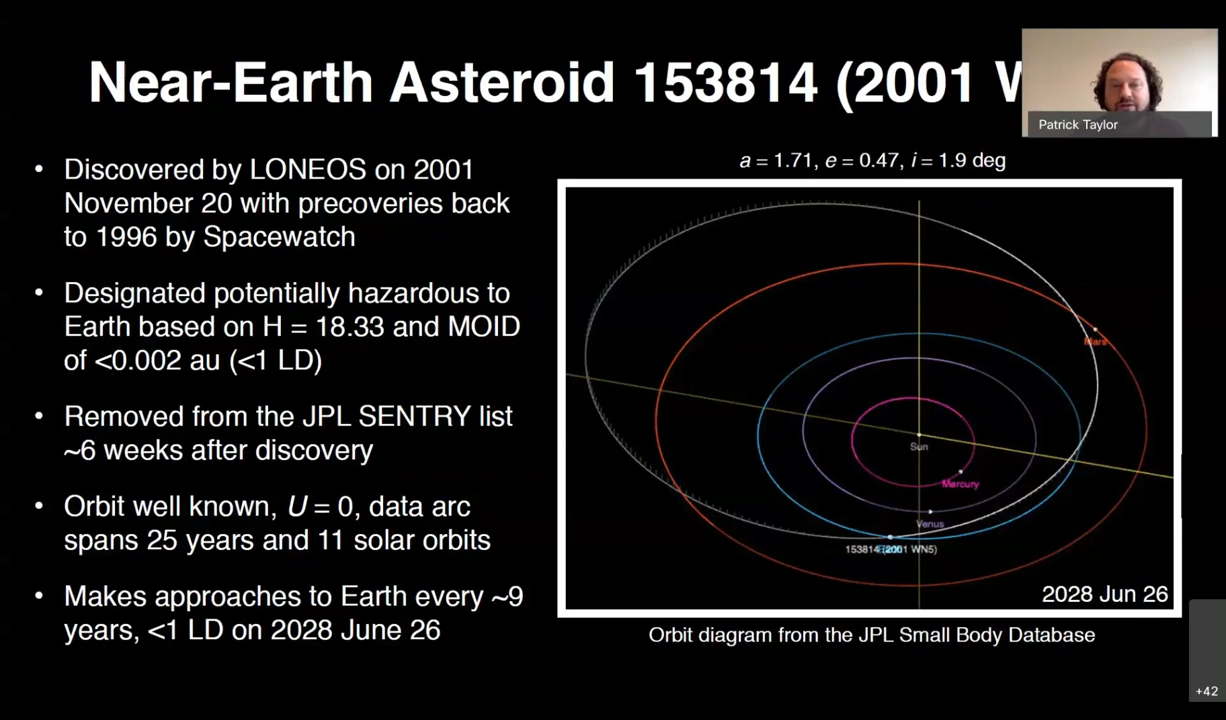 Near-Earth Asteroid 153814 (2001
Patrick Taylor
• Discovered by LONEOS on 2001
November 20 with precoveries back
to 1996 by Spacewatch
• Designated potentially hazardous to
Earth based on H = 18.33 and MOID
of <0.002 au (<1 LD)
• Removed from the JPL SENTRY list
~6 weeks after discovery
• Orbit well known, U = 0, data arc
spans 25 years and 11 solar orbits
• Makes approaches to Earth every ~9
years, <1 LD on 2028 June 26
a = 1.71, e = 0.47, i = 1.9 deg
Mars
Sun
Mercury
Venus
153814 (2001 WN5)
2028 Jun 26
Orbit diagram from the JPL Small Body Database
+42